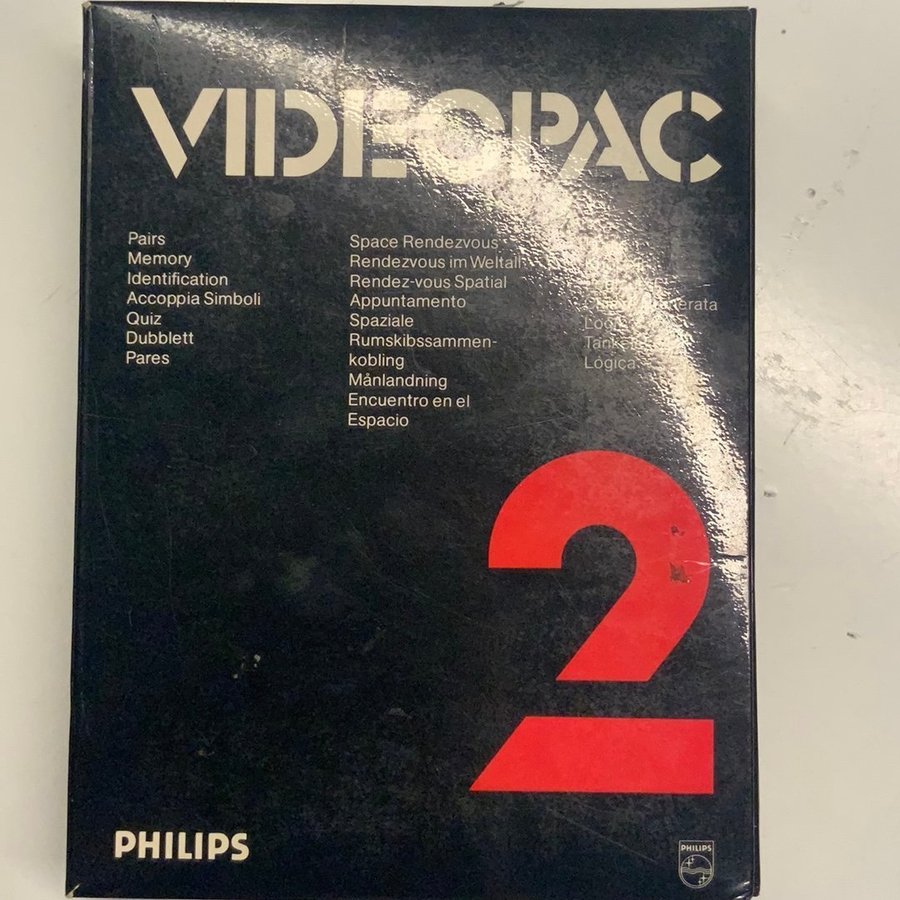 VIDEOPAC
Pairs
Memory
Identification
Accoppia Simboli
Quiz
Dubblett
Pares
Space Rendezvous
Rendezvous im Weltall
Rendez-vous Spatial
Appuntamento
Spaziale
Rumskibssammen-
kobling
Månlandning
Encuentro en el
Espacio
Lógica
2
PHILIPS
PHILIPS